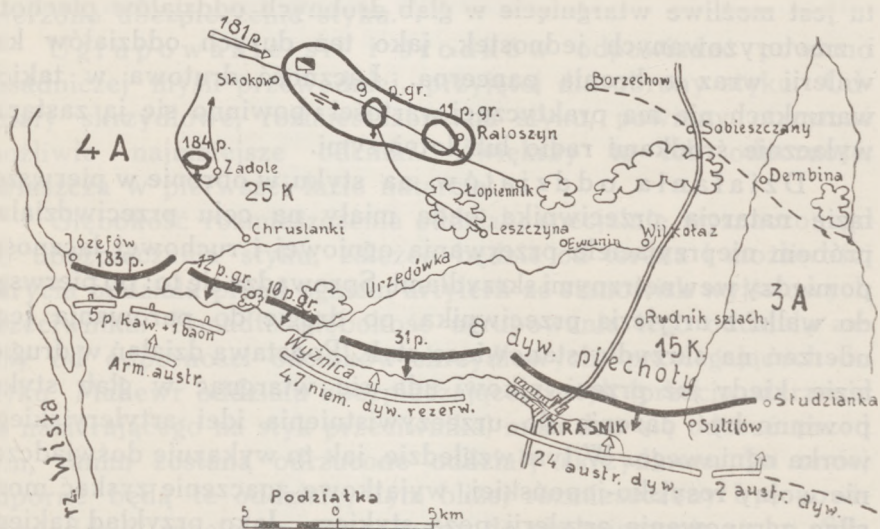 181 p.
Skokow
9 p.gr.
11 p.gr.
Ratoszyn
Borzechow
Sobieszczany
4 A
184 p.
25 K
Łopiennik
Dembina
Leszczyna
Chruslanki
Ewunin
Wilkołaz
Józefów
183 p.
12 p.gr.
Urzędówka
3 A
10 p.gr.
Rudnik szlach.
5 p.kaw.+1 baon
31 p.
8 dyw. piechoty
15 K
Wyżnica
Arm. austr.
47 niem. dyw. rezerw.
Studzianka
KRAŚNIK
Sulilów
24 austr. dyw.
2 austr. dyw.
rz. Wisła
Podziałka
5 0 5 km